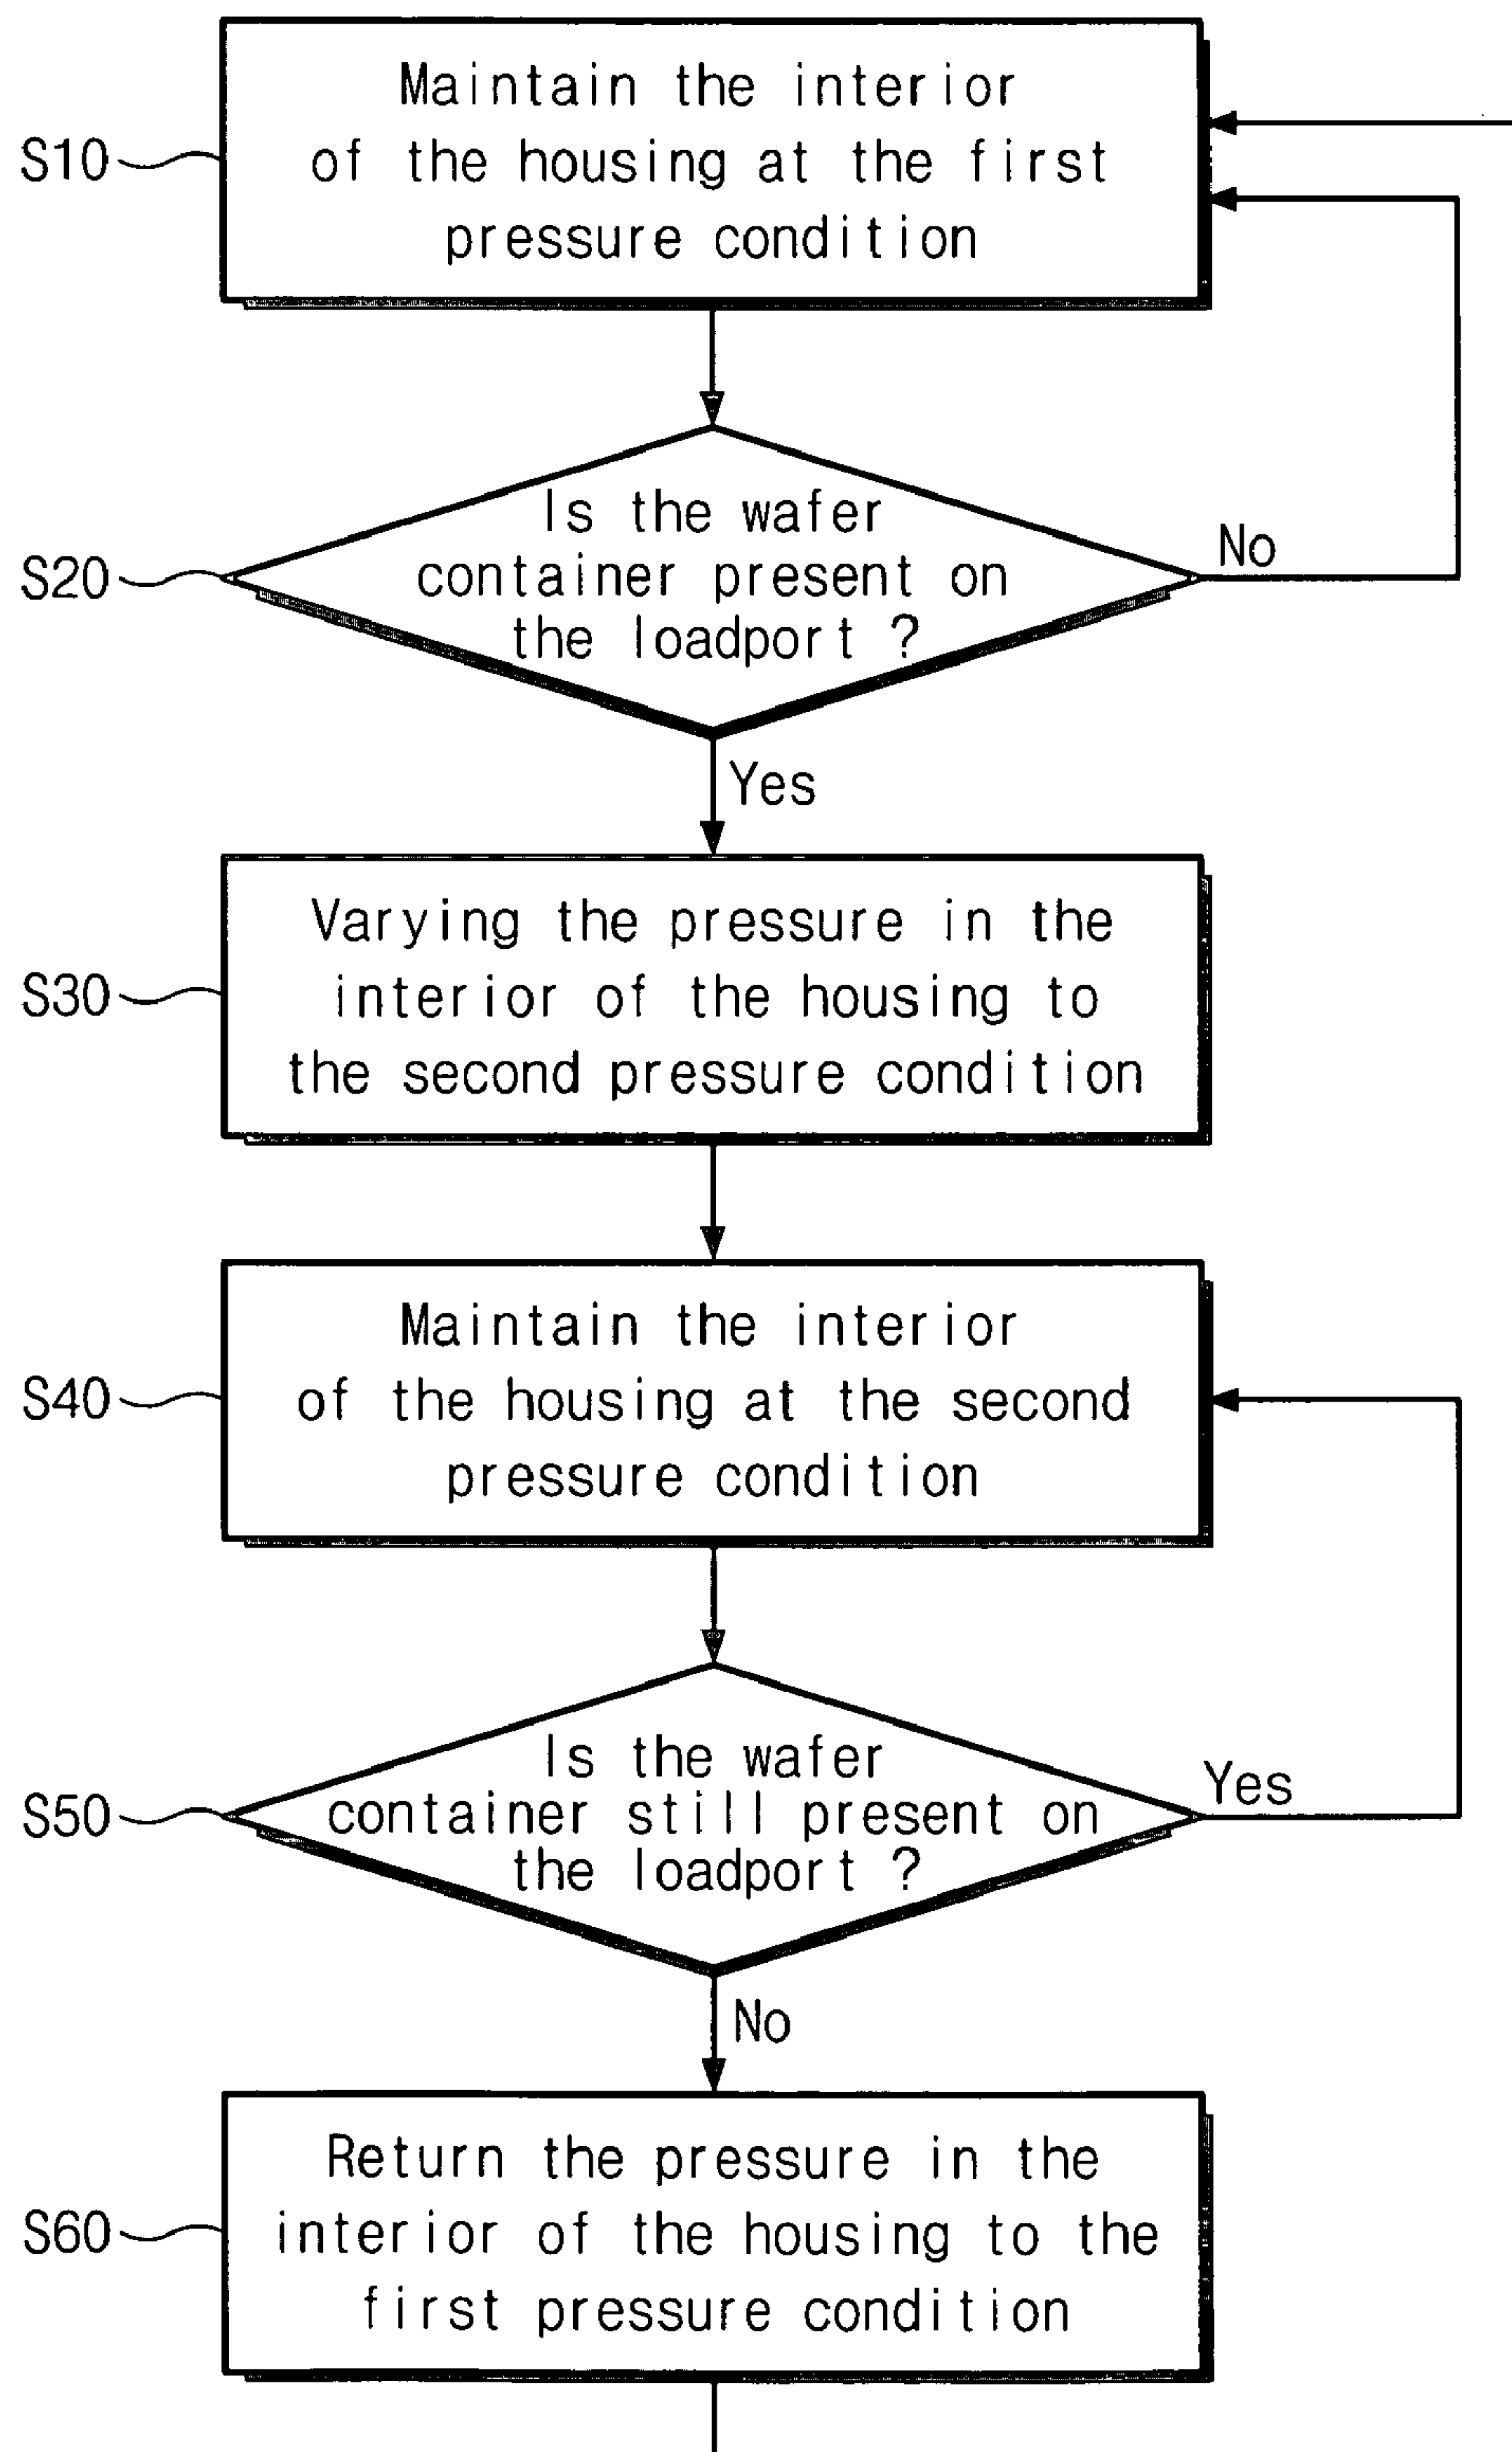 Maintain the interior
S10
of the housing at the first
pressure condition
Is the wafer
No
S20
container present on
the loadport ?
Yes
Varying the pressure in the
S30
interior of the housing to
the second pressure condition
Maintain the interior
S40
of the housing at the second
pressure condition
Is the wafer
Yes
S50
container still present on
the loadport ?
No
Return the pressure in the
S60
interior of the housing to the
first pressure condition